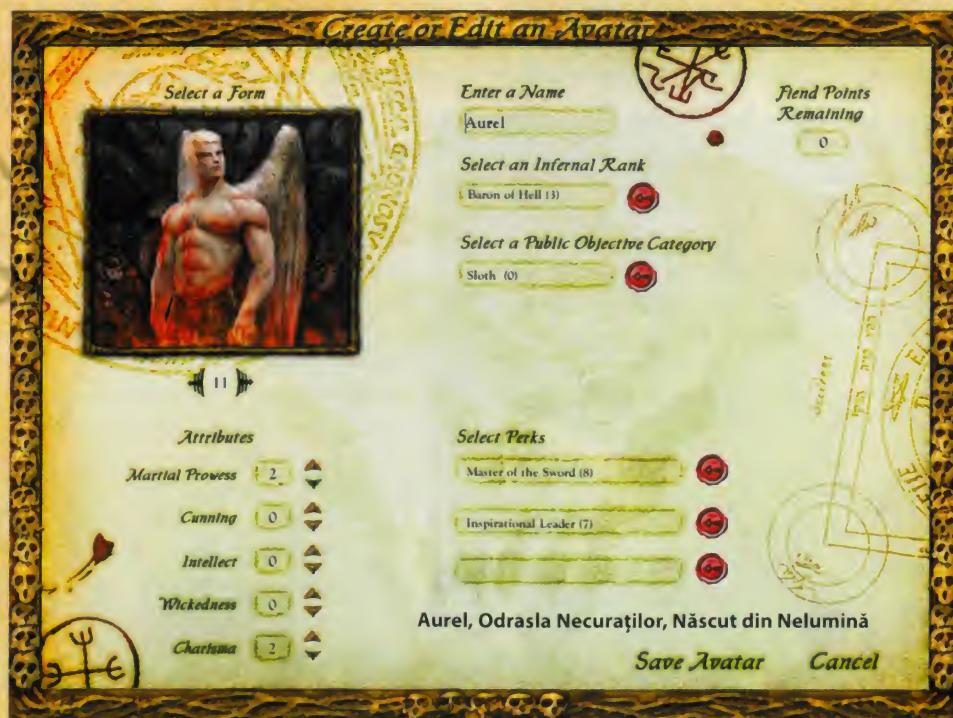 Create or Edit an Avatar
Select a Form
11
Enter a Name
Aurel
Select an Infernal Rank
Baron of Hell (3)
Select a Public Objective Category
Sloth (0)
Fiend Points
Remaining
0
Attributes
Martial Prowess 2
Cunning 0
Intellect 0
Wickedness 0
Charisma 2
Select Perks
Master of the Sword (8)
Inspirational Leader (7)
Aurel, Odrasla Necuraților, Născut din Nelumină
Save Avatar Cancel